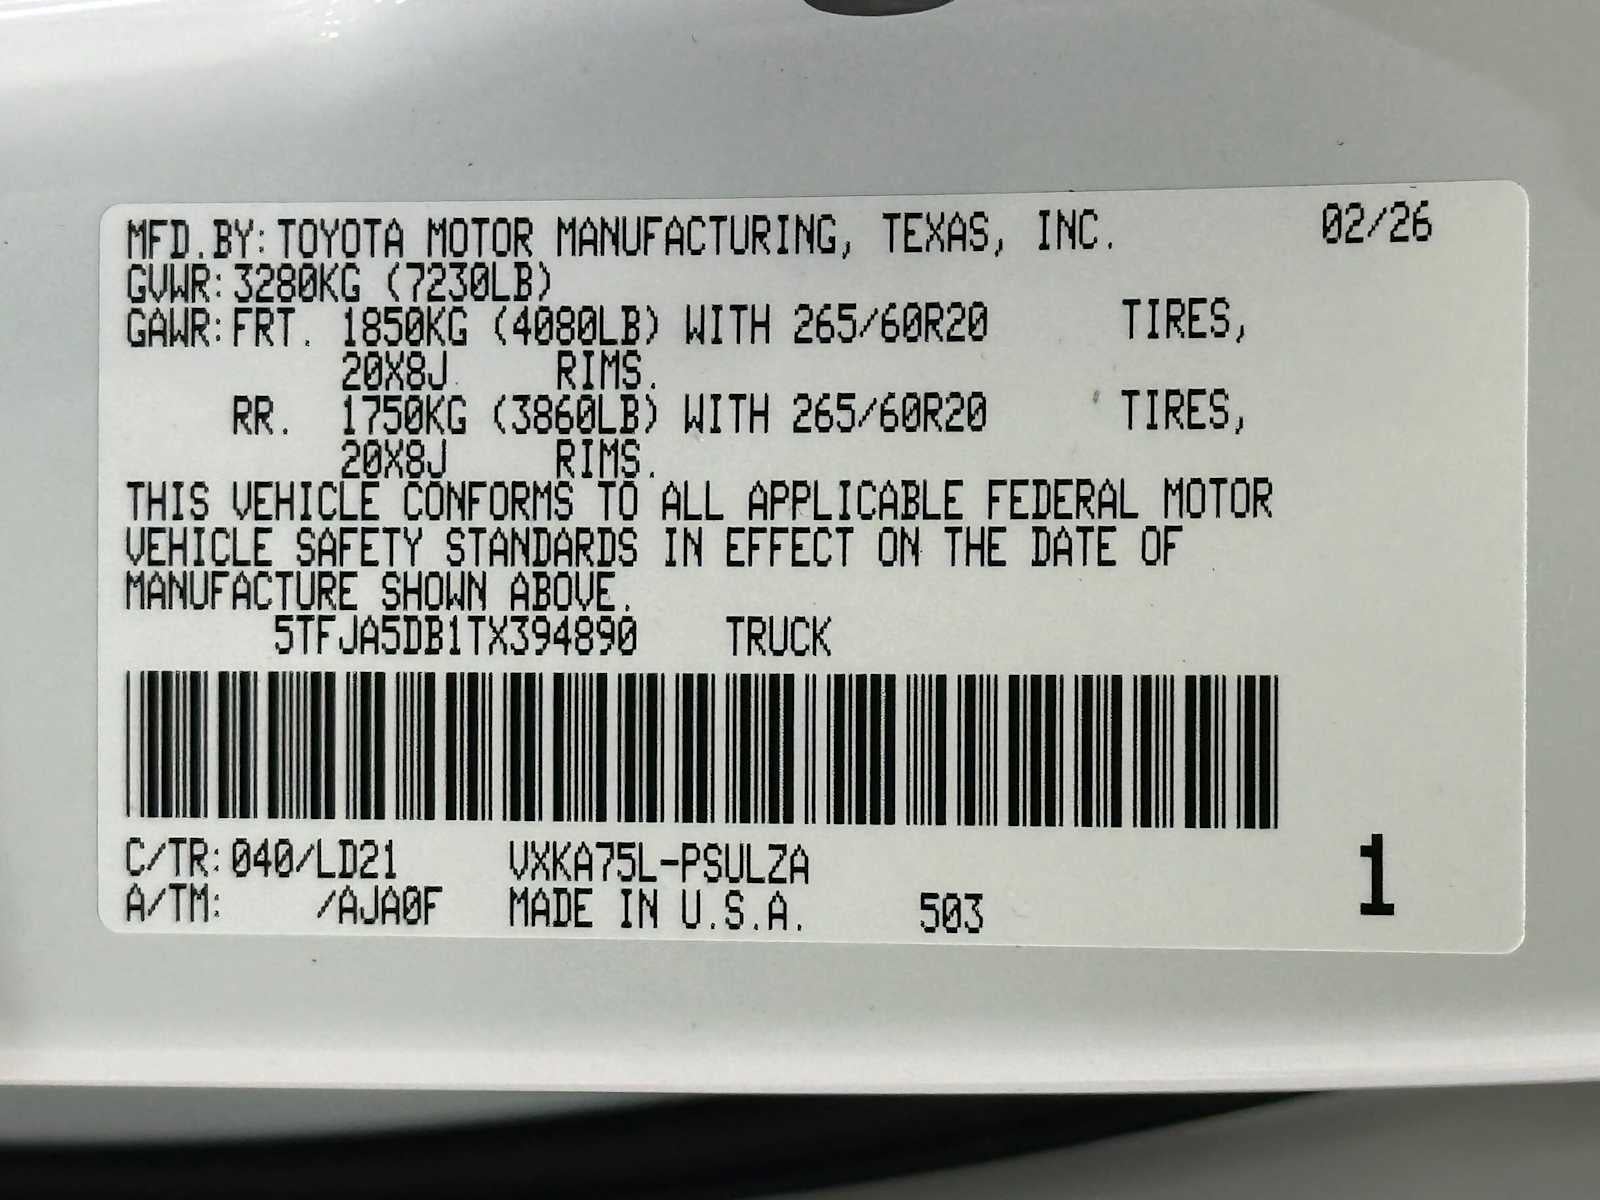 MFD.BY: TOYOTA MOTOR MANUFACTURING, TEXAS, INC. 02/26
GVWR: 3280KG (7230LB)
GAWR: FRT. 1850KG (4080LB) WITH 265/60R20 TIRES,
20X8J RIMS.
RR. 1750KG (3860LB) WITH 265/60R20 TIRES,
20X8J RIMS.
THIS VEHICLE CONFORMS TO ALL APPLICABLE FEDERAL MOTOR
VEHICLE SAFETY STANDARDS IN EFFECT ON THE DATE OF
MANUFACTURE SHOWN ABOVE.
5TFJA5DB1TX394890 TRUCK
C/TR: 040/LD21 VXKA75L-PSULZA
A/TM: /AJA0F MADE IN U.S.A. 503
1